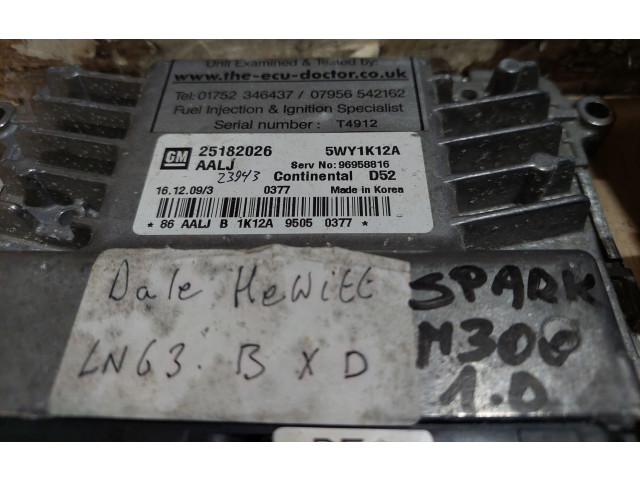 Unit Examined & Tested by:
www.the-ecu-doctor.co.uk
Tel: 01752 346437 / 07956 542162
Fuel Injection & Ignition Specialist
Serial number : T4912
GM 25182026 5WY1K12A
AALJ Serv No: 96958816
23943 Continental D52
16.12.09/3 0377 Made in Korea
* 86 AALJ B 1K12A 9505 0377 *
Dale Hewitt
LN63. B X D
SPARK
M300
1.0